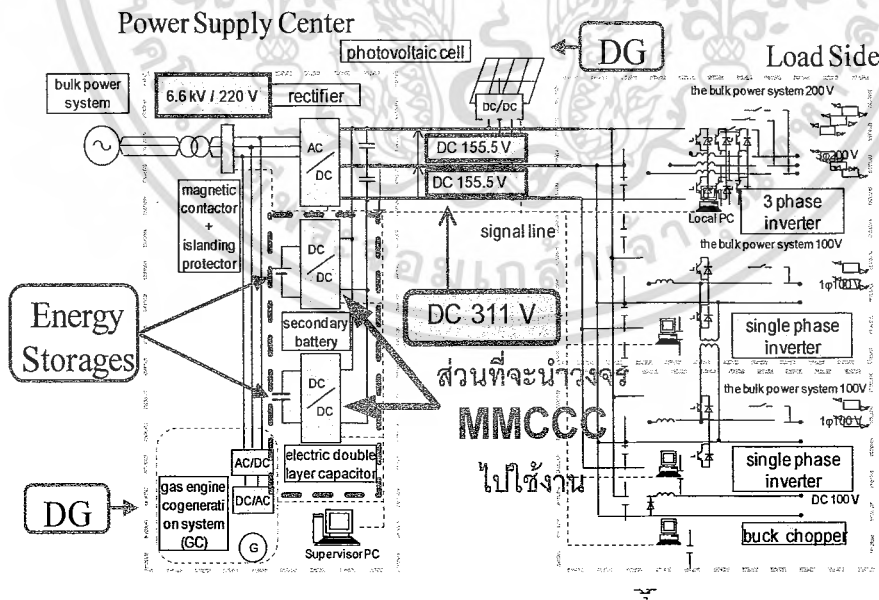 Power Supply Center
photovoltaic cell
DG
Load Side
bulk power
system
6.6 kV / 220 V
rectifier
DC/DC
the bulk power system 200V
AC
DC
DC 155.5 V
DC 155.5 V
magnetic
contactor
+
islanding
protector
signal line
Local PC
3 phase
inverter
the bulk power system 100V
Energy
Storages
DC
DC
secondary
battery
DC 311 V
1φ100 V
single phase
inverter
ส่วนที่จะนำวงจร
MMCCC
ไปใช้งาน
DC
DC
electric double
layer capacitor
the bulk power system 100V
1φ100 V
single phase
inverter
DG
gas engine
cogenerati
on system
(GC)
AC/DC
DC/AC
G
Supervisor PC
DC 100 V
buck chopper